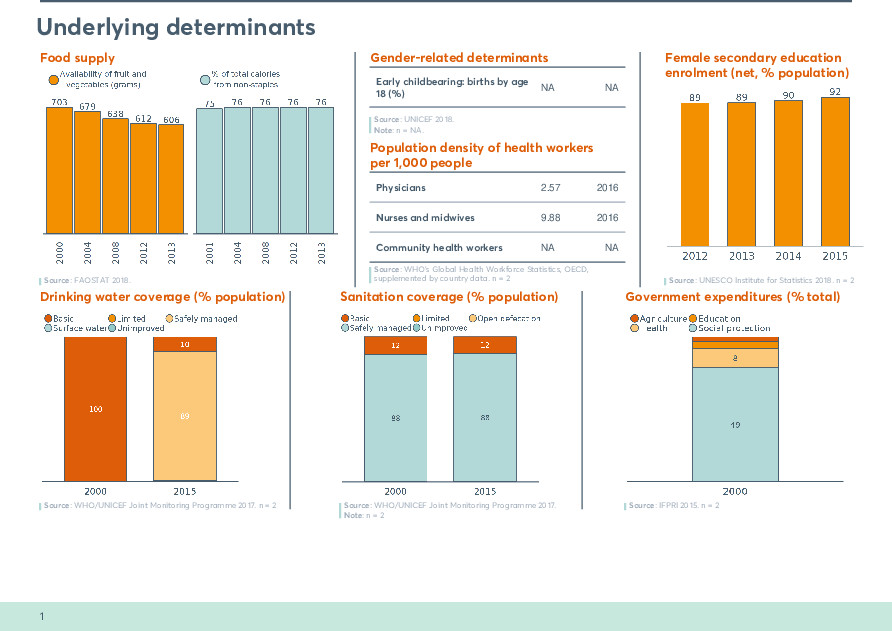 Underlying determinants
Food supply
Availability of fruit and
vegetables (grams)
% of total calories
from non-staples
703 679 638 612 606
75 76 76 76 76
2000 2004 2008 2012 2013
2001 2004 2008 2012 2013
Source: FAOSTAT 2018.
Gender-related determinants
Early childbearing: births by age
18 (%) NA NA
Source: UNICEF 2018.
Note: n = NA.
Population density of health workers
per 1,000 people
Physicians 2.57 2016
Nurses and midwives 9.88 2016
Community health workers NA NA
Source: WHO's Global Health Workforce Statistics, OECD,
supplemented by country data. n = 2
Female secondary education
enrolment (net, % population)
89 89 90 92
2012 2013 2014 2015
Source: UNESCO Institute for Statistics 2018. n = 2
Drinking water coverage (% population)
Basic Limited Safely managed
Surface water Unimproved
100
10
89
2000 2015
Source: WHO/UNICEF Joint Monitoring Programme 2017. n = 2
Sanitation coverage (% population)
Basic Limited Open defecation
Safely managed Unimproved
12 12
88 88
2000 2015
Source: WHO/UNICEF Joint Monitoring Programme 2017.
Note: n = 2
Government expenditures (% total)
Agriculture Education
Health Social protection
8
49
2000
Source: IFPRI 2015. n = 2
1